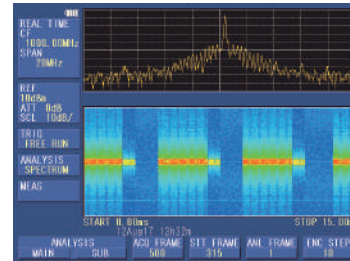 REAL TIME
CF
1000.00MHz
SPAN
20MHz
REF
10dBm
ATT 0dB
SCL 10dB/
TRIG
FREE RUN
ANALYSIS
SPECTRUM
MEAS
START 0.00ms
STOP 15.00
12Aug17 13h32m
ANALYSIS
MAIN SUB
ACQ FRAME
500
STT FRAME
315
ANL FRAME
1
ENC STEP
10